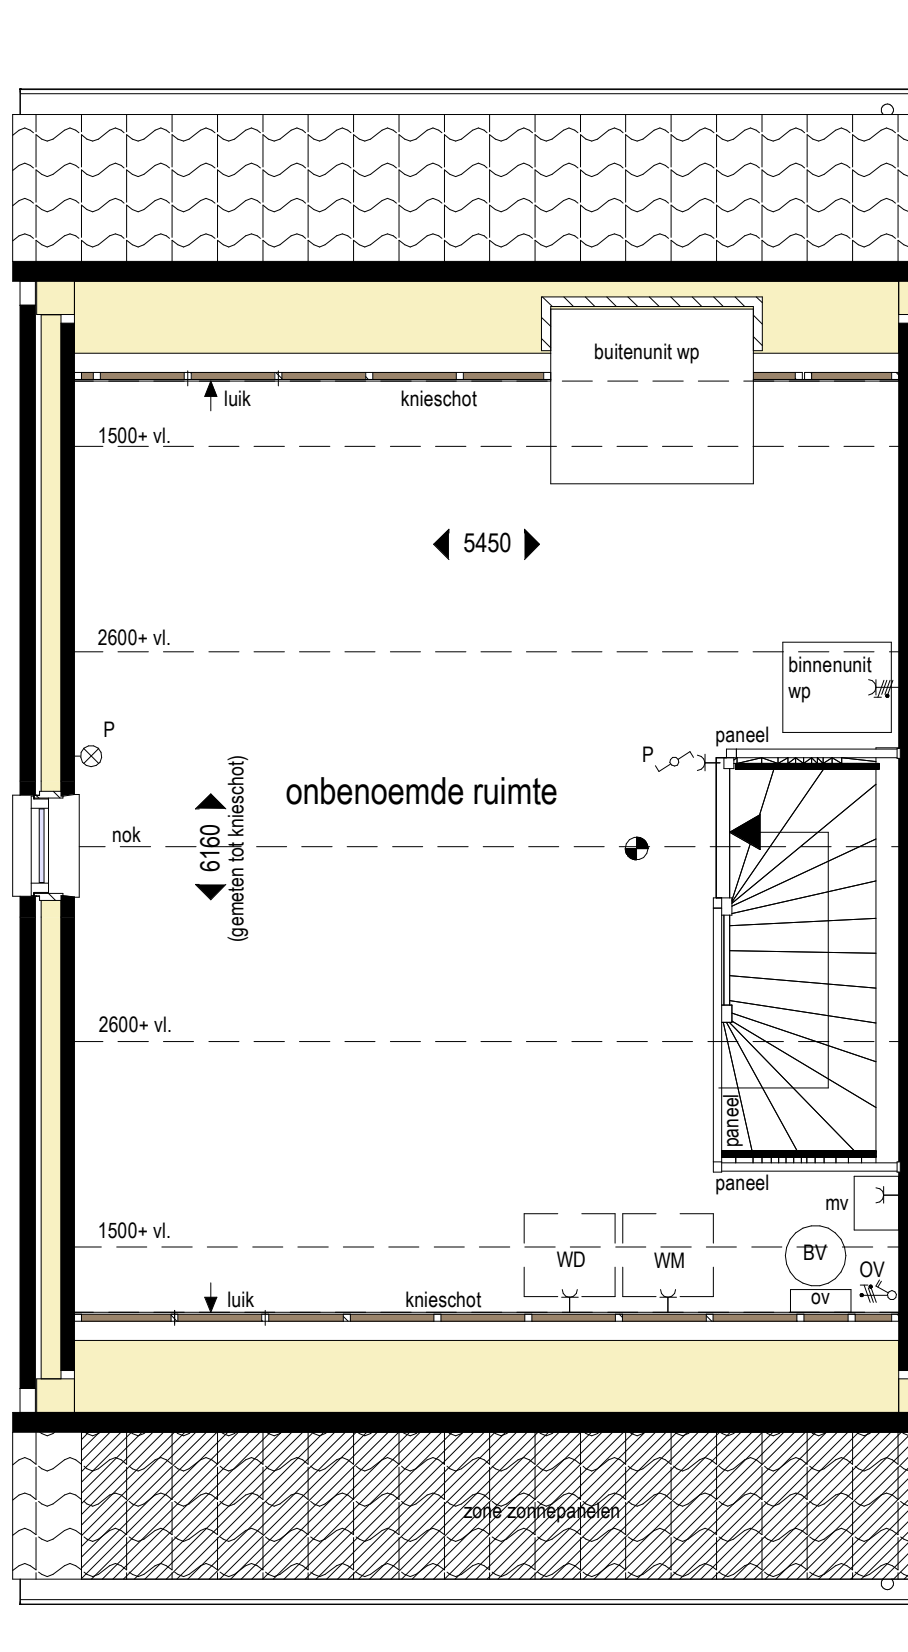 buitenunit wp
luik
knieschot
1500+ vl.
5450
2600+ vl.
binnenunit
wp
P
paneel
P
onbenoemde ruimte
nok
6160
(gemeten tot knieschot)
2600+ vl.
paneel
paneel
mv
1500+ vl.
WD
WM
BV
OV
luik
knieschot
ov
zone zonnepanelen